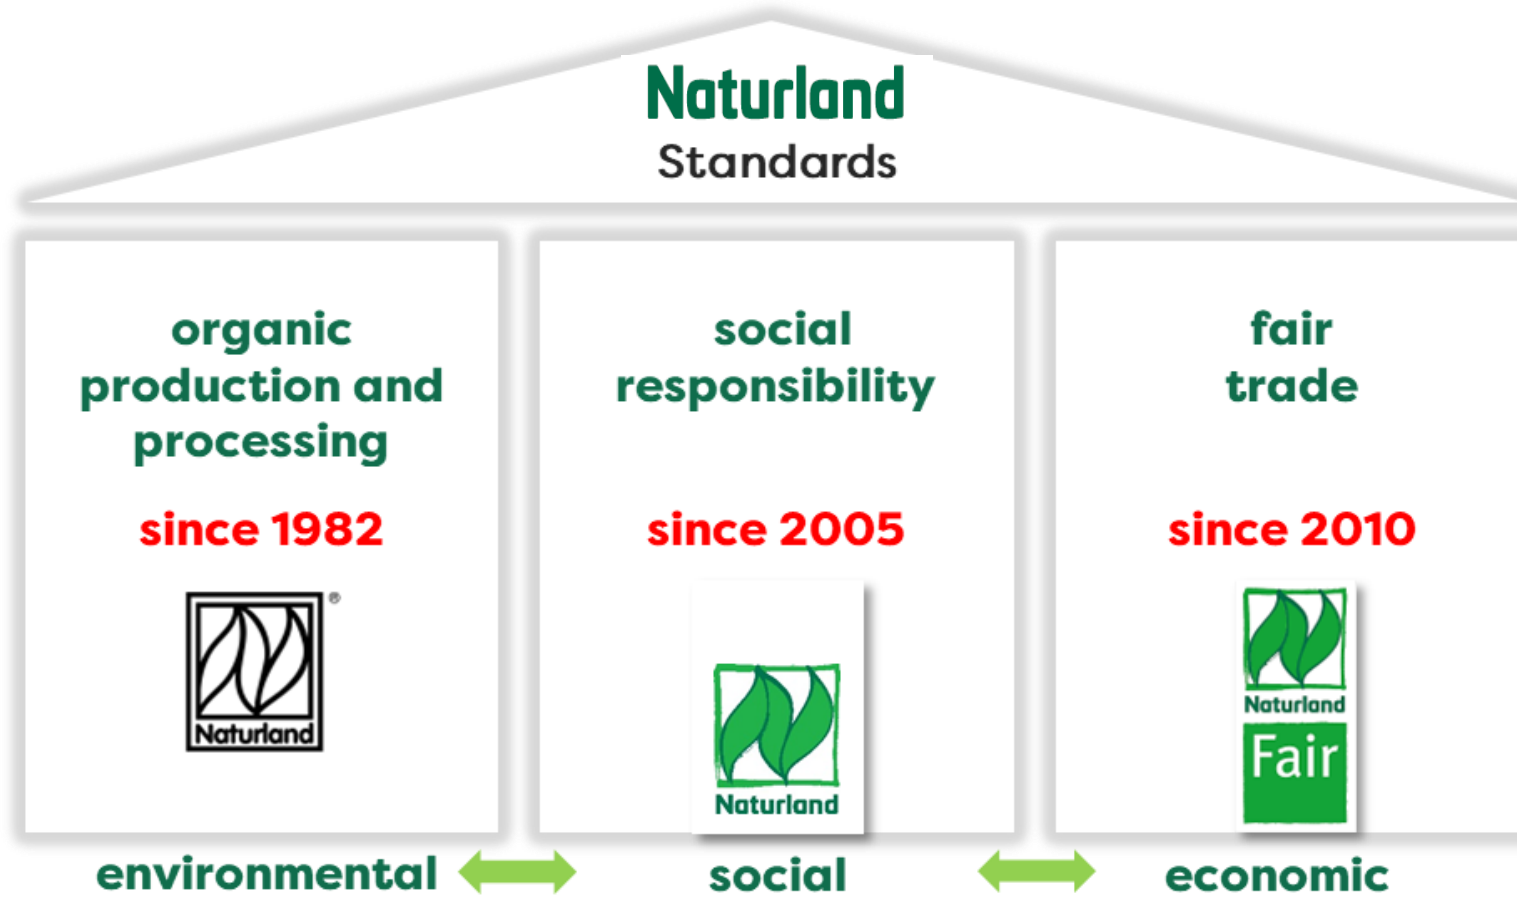 Naturland
Standards
organic
production and
processing
since 1982
Naturland
®
social
responsibility
since 2005
Naturland
fair
trade
since 2010
Naturland
Fair
environmental
social
economic